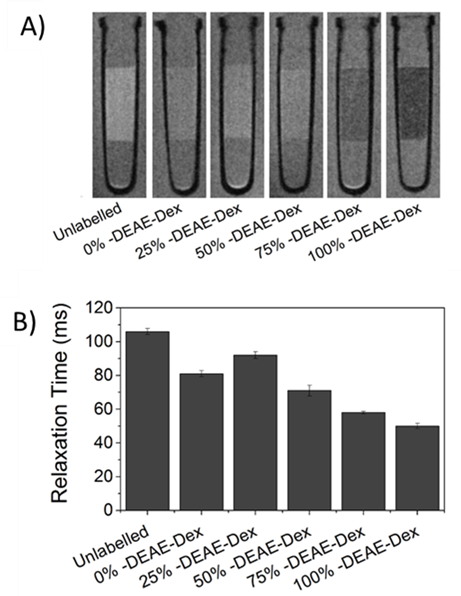 A)
Unlabelled
0% -DEAE-Dex
25% -DEAE-Dex
50% -DEAE-Dex
75% -DEAE-Dex
100% -DEAE-Dex
B)
Relaxation Time (ms)
120
100
80
60
40
20
0
Unlabelled
0% -DEAE-Dex
25% -DEAE-Dex
50% -DEAE-Dex
75% -DEAE-Dex
100% -DEAE-Dex